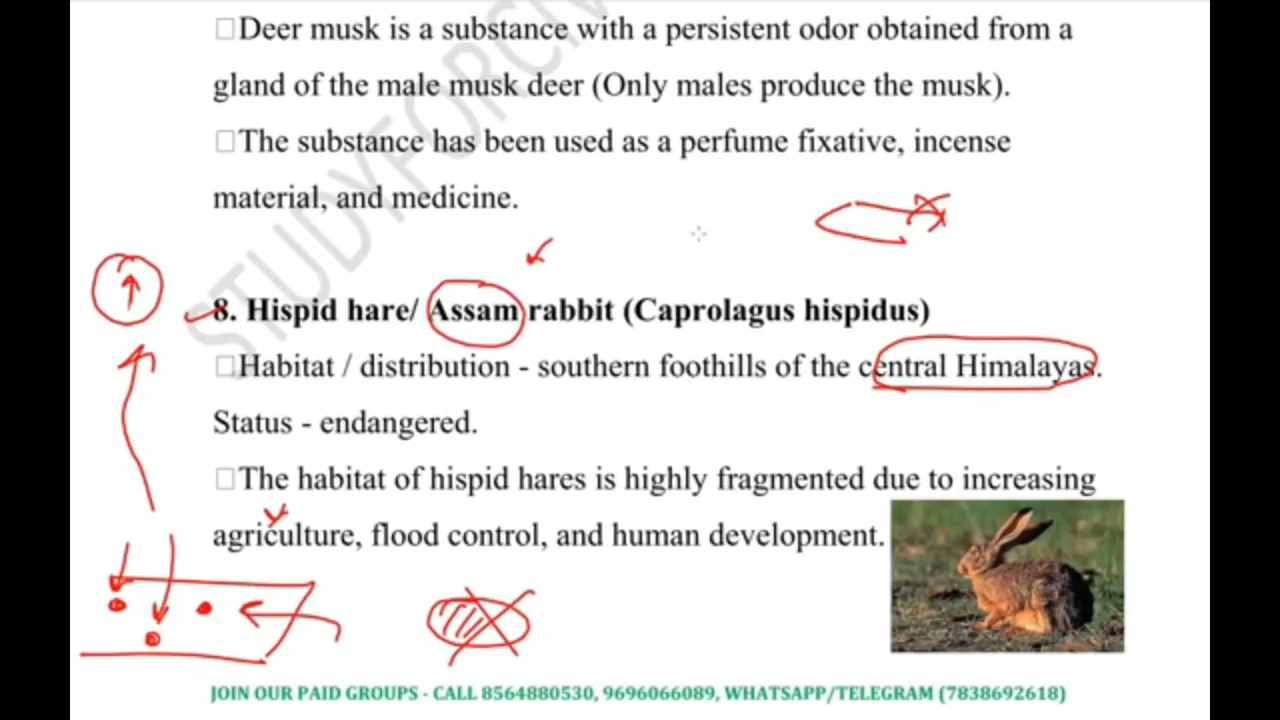 □Deer musk is a substance with a persistent odor obtained from a
gland of the male musk deer (Only males produce the musk).
□The substance has been used as a perfume fixative, incense
material, and medicine.
8. Hispid hare/ Assam rabbit (Caprolagus hispidus)
□Habitat / distribution - southern foothills of the central Himalayas.
Status - endangered.
□The habitat of hispid hares is highly fragmented due to increasing
agriculture, flood control, and human development.
STUDYFORCIV
JOIN OUR PAID GROUPS - CALL 8564880530, 9696066089, WHATSAPP/TELEGRAM (7838692618)